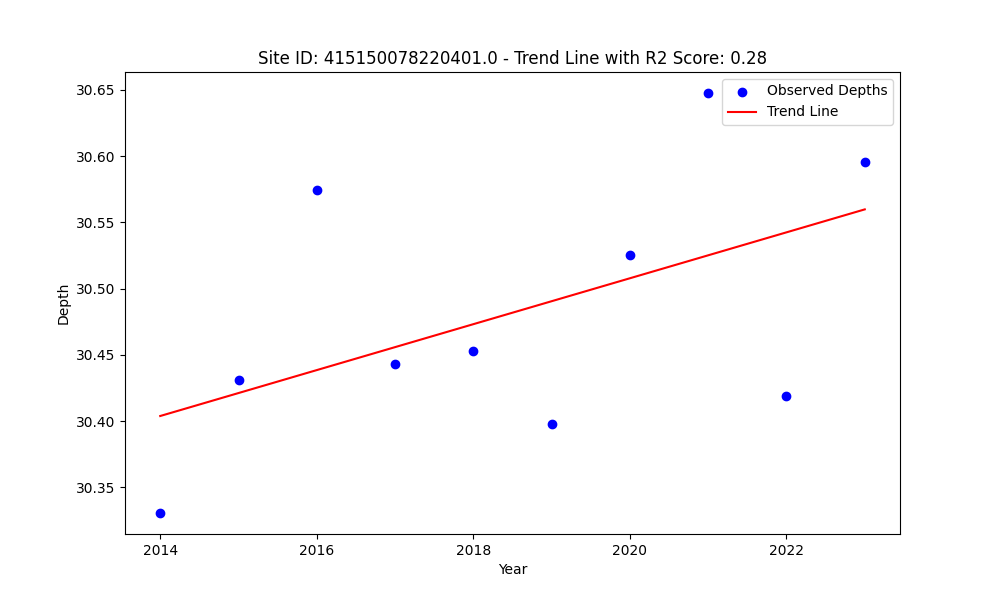 Site ID: 415150078220401.0 - Trend Line with R2 Score: 0.28
Observed Depths
Trend Line
30.65
30.60
30.55
30.50
30.45
30.40
30.35
Depth
2014
2016
2018
2020
2022
Year